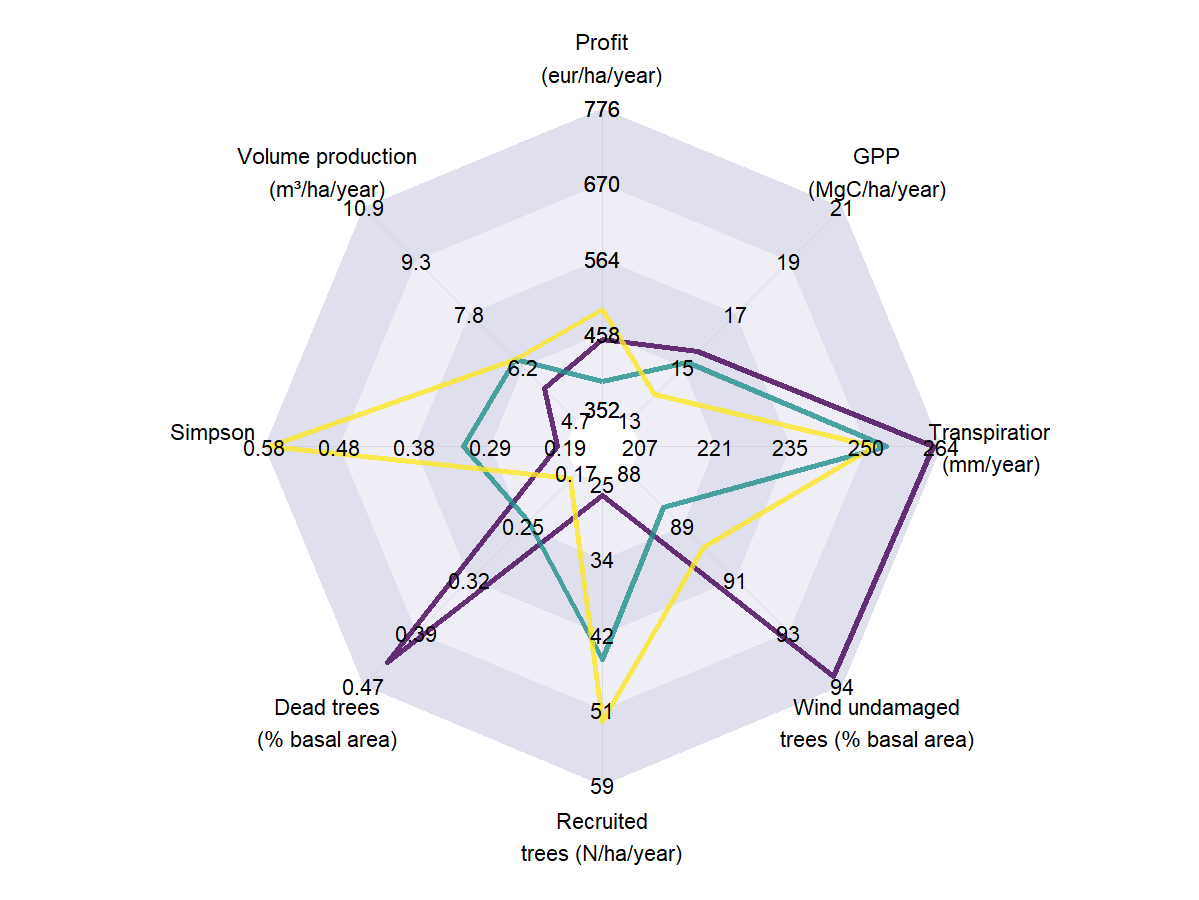 Profit
(eur/ha/year)
776
Volume production
GPP
(m³/ha/year)
(MgC/ha/year)
670
10.9
21
564
9.3
19
458
7.8
17
6.2
15
352
4.7
13
Simpson
Transpiration
0.58 0.48 0.38 0.29 0.19 207 221 235 250 264
(mm/year)
0.17 88
25
0.25
89
34
0.32
91
42
0.39
93
0.47
94
51
Dead trees
Wind undamaged
(% basal area)
trees (% basal area)
59
Recruited
trees (N/ha/year)